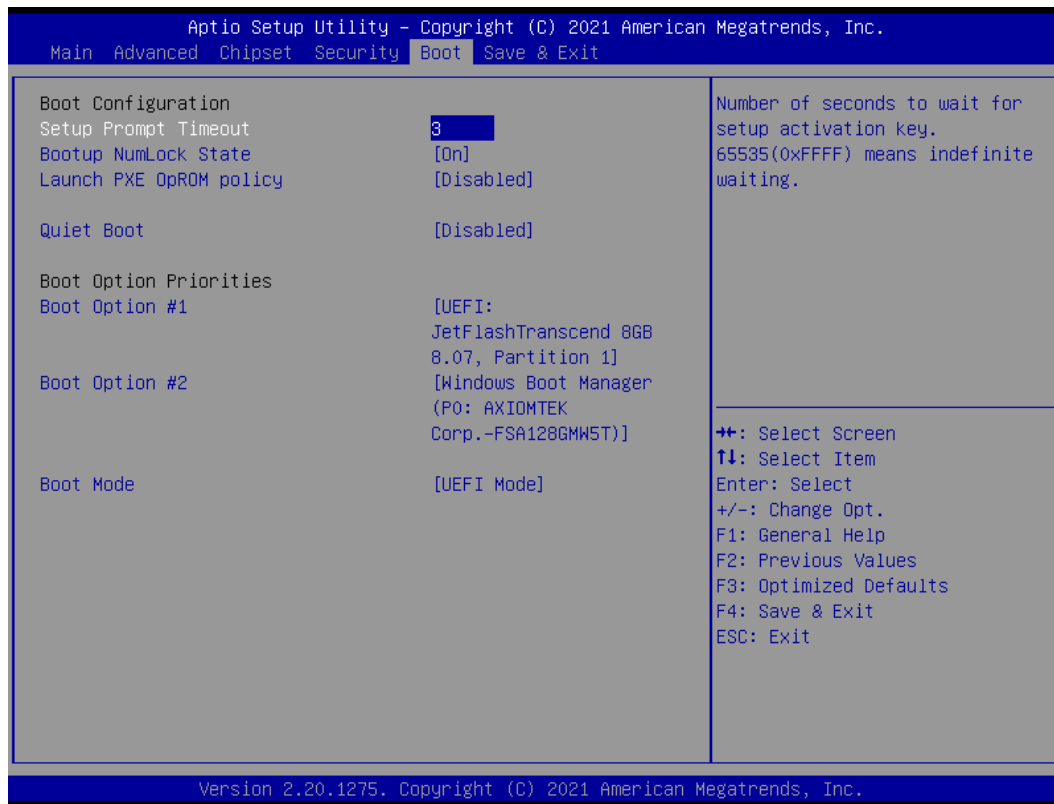 Aptio Setup Utility – Copyright (C) 2021 American Megatrends, Inc.
Main Advanced Chipset Security Boot Save & Exit
Boot Configuration
Setup Prompt Timeout 3
Bootup NumLock State [On]
Launch PXE OpROM policy [Disabled]
Quiet Boot [Disabled]
Boot Option Priorities
Boot Option #1 [UEFI:
JetFlashTranscend 8GB
8.07, Partition 1]
Boot Option #2 [Windows Boot Manager
(P0: AXIOMTEK
Corp.-FSA128GMW5T)]
Boot Mode [UEFI Mode]
Number of seconds to wait for
setup activation key.
65535(0xFFFF) means indefinite
waiting.
→←: Select Screen
↑↓: Select Item
Enter: Select
+/-: Change Opt.
F1: General Help
F2: Previous Values
F3: Optimized Defaults
F4: Save & Exit
ESC: Exit
Version 2.20.1275. Copyright (C) 2021 American Megatrends, Inc.